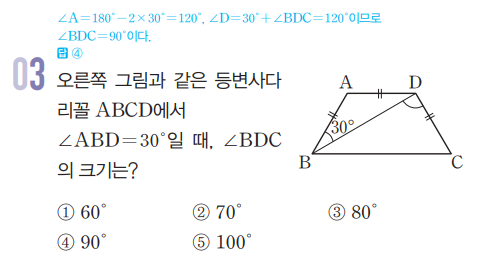 ∠A=180°-2×30°=120°, ∠D=30°+∠BDC=120°이므로
∠BDC=90°이다.
답 ④
03 오른쪽 그림과 같은 등변사다
리꼴 ABCD에서
∠ABD=30°일 때, ∠BDC
의 크기는?
A D
30°
B C
① 60° ② 70° ③ 80°
④ 90° ⑤ 100°